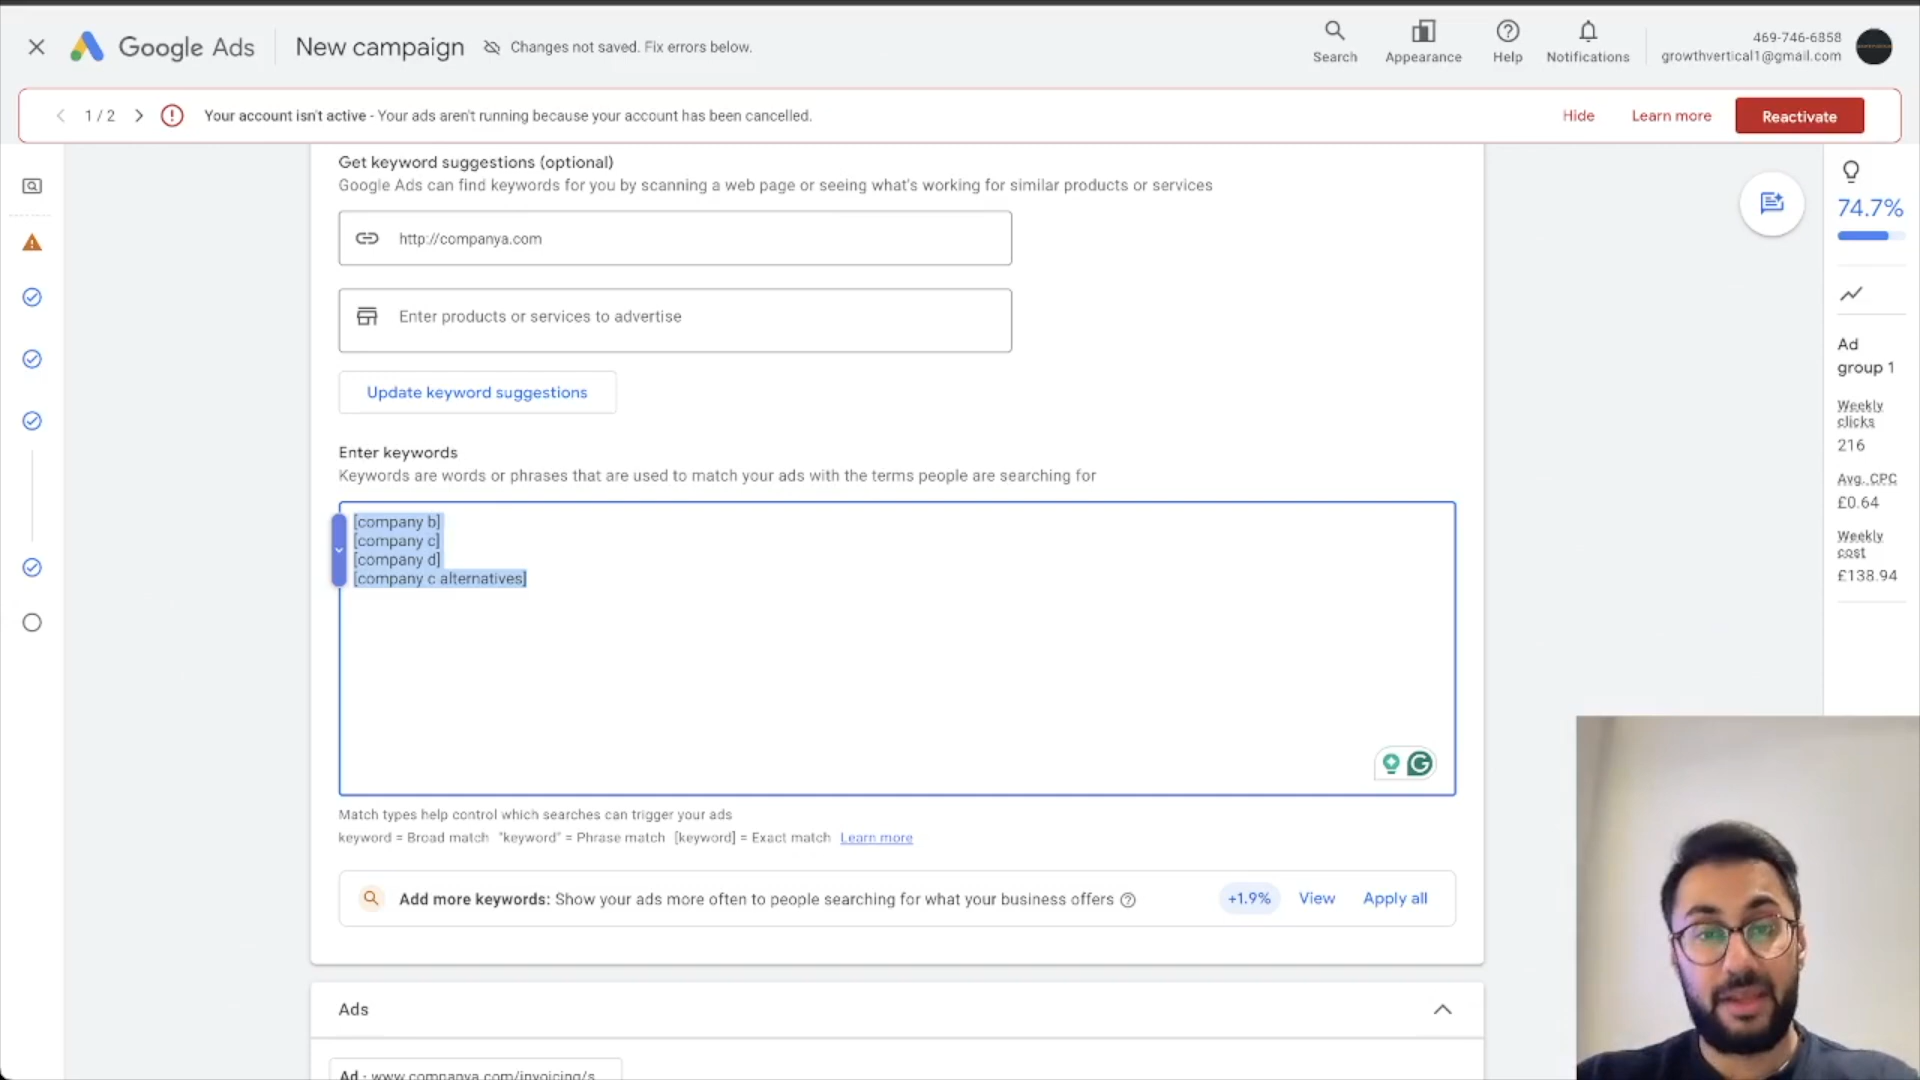 Google Ads
New campaign
Changes not saved. Fix errors below.
Search
Appearance
Help
Notifications
469-746-6858
growthvertical1@gmail.com
1 / 2
Your account isn't active - Your ads aren't running because your account has been cancelled.
Hide
Learn more
Reactivate
Get keyword suggestions (optional)
Google Ads can find keywords for you by scanning a web page or seeing what's working for similar products or services
http://companya.com
Enter products or services to advertise
Update keyword suggestions
Enter keywords
Keywords are words or phrases that are used to match your ads with the terms people are searching for
[company b]
[company c]
[company d]
[company c alternatives]
Match types help control which searches can trigger your ads
keyword = Broad match "keyword" = Phrase match [keyword] = Exact match Learn more
Add more keywords: Show your ads more often to people searching for what your business offers
+1.9%
View
Apply all
Ads
Ad · www.companya.com/invoicing/s
74.7%
Ad
group 1
Weekly
clicks
216
Avg. CPC
£0.64
Weekly
cost
£138.94